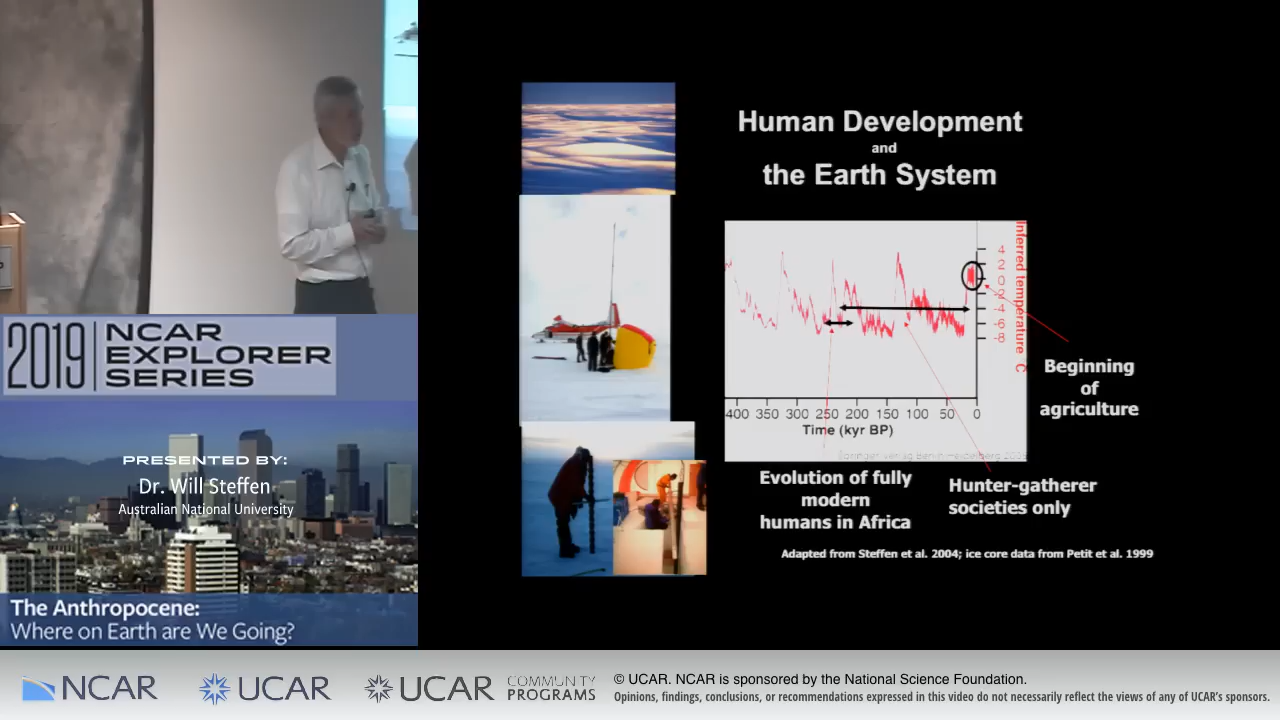 2019
NCAR
EXPLORER
SERIES
PRESENTED BY:
Dr. Will Steffen
Australian National University
The Anthropocene:
Where on Earth are We Going?
Human Development
and
the Earth System
4
2
0
-2
-4
-6
-8
Inferred temperature °C
400 350 300 250 200 150 100 50 0
Time (kyr BP)
Beginning
of
agriculture
Evolution of fully
modern
humans in Africa
Hunter-gatherer
societies only
Adapted from Steffen et al. 2004; ice core data from Petit et al. 1999
NCAR
UCAR
UCAR
COMMUNITY
PROGRAMS
© UCAR. NCAR is sponsored by the National Science Foundation.
Opinions, findings, conclusions, or recommendations expressed in this video do not necessarily reflect the views of any of UCAR's sponsors.